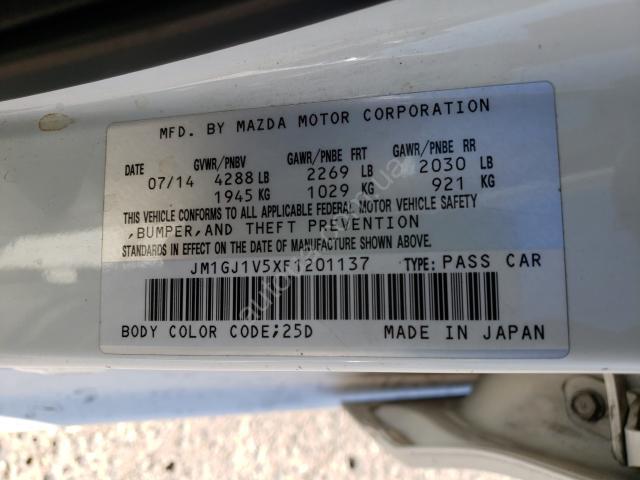 MFD. BY MAZDA MOTOR CORPORATION
DATE GVWR/PNBV GAWR/PNBE FRT GAWR/PNBE RR
07/14 4288 LB 2269 LB 2030 LB
1945 KG 1029 KG 921 KG
THIS VEHICLE CONFORMS TO ALL APPLICABLE FEDERAL MOTOR VEHICLE SAFETY
,BUMPER,AND THEFT PREVENTION
STANDARDS IN EFFECT ON THE DATE OF MANUFACTURE SHOWN ABOVE.
JM1GJ1V5XF1201137 TYPE: PASS CAR
BODY COLOR CODE;25D MADE IN JAPAN